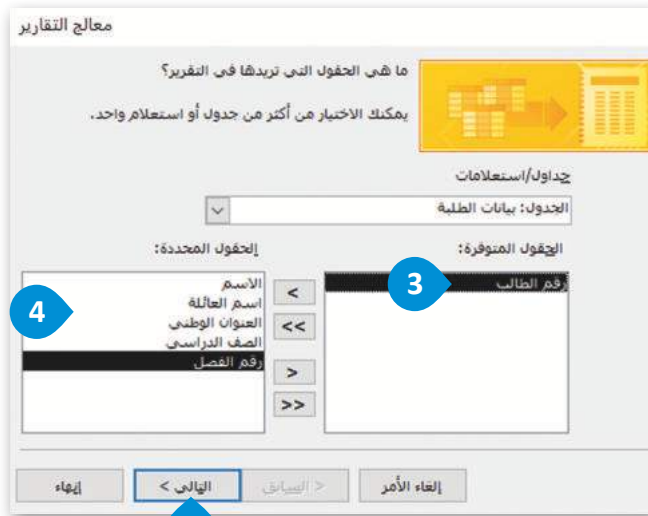 معالج التقارير
ما هي الحقول التي تريدها في التقرير؟
يمكنك الاختيار من أكثر من جدول أو استعلام واحد.
جداول/استعلامات
الجدول: بيانات الطلبة
الحقول المتوفرة:
الحقول المحددة:
رقم الطالب
3
>
>>
<
<<
الاسم
اسم العائلة
العنوان الوطني
الصف الدراسي
رقم الفصل
4
إلغاء الأمر
< السابق
التالي >
إنهاء